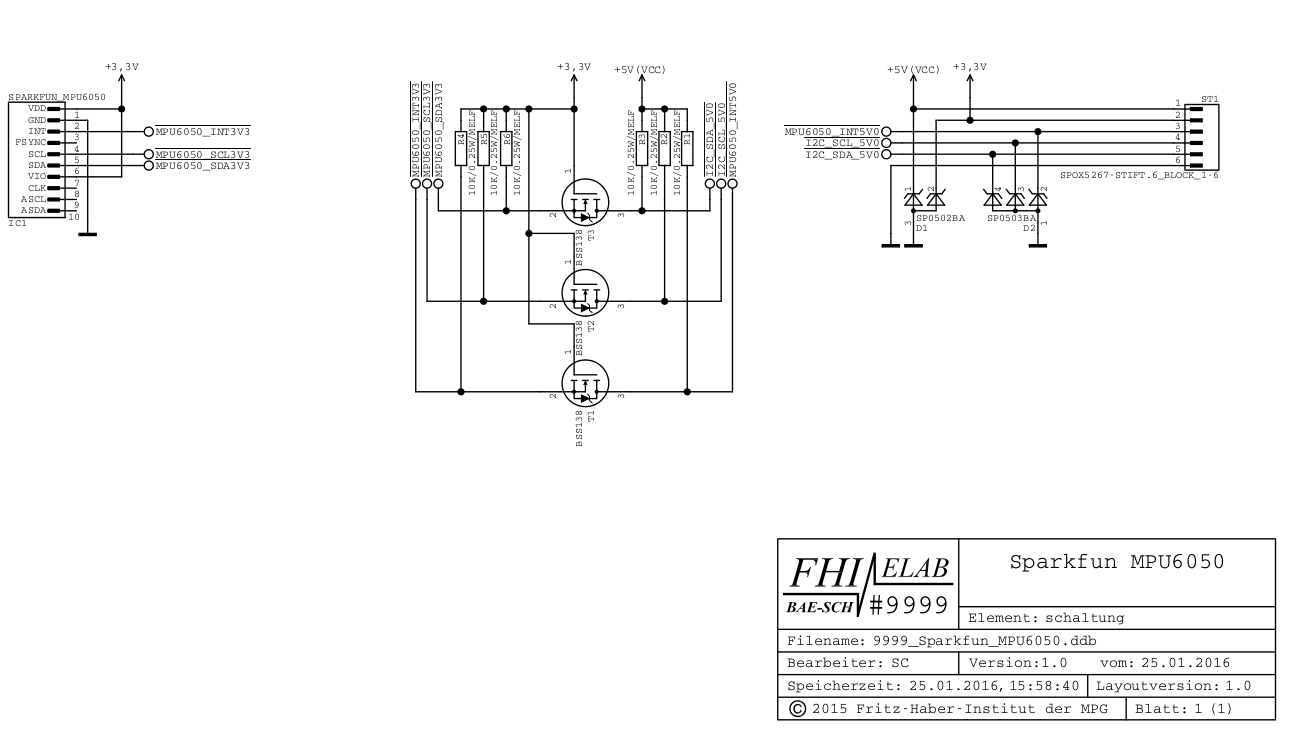 +3,3V
SPARKFUN_MPU6050
VDD
GND 1
INT 2
FSYNC 3
SCL 4
SDA 5
VIO 6
CLK 7
ASCL 8
ASDA 9
10
IC1
MPU6050_INT3V3
MPU6050_SCL3V3
MPU6050_SDA3V3
+3,3V
+5V(VCC)
MPU6050_INT3V3
MPU6050_SCL3V3
MPU6050_SDA3V3
R4
10K/0.25W/MELF
R5
10K/0.25W/MELF
R6
10K/0.25W/MELF
10K/0.25W/MELF
R3
10K/0.25W/MELF
R2
10K/0.25W/MELF
R1
I2C_SDA_5V0
I2C_SCL_5V0
MPU6050_INT5V0
1
2
3
BSS138
T3
1
2
3
BSS138
T2
1
2
3
BSS138
T1
+5V(VCC)
+3,3V
ST1
MPU6050_INT5V0
I2C_SCL_5V0
I2C_SDA_5V0
1
2
3
4
5
6
SPOX5267-STIFT.6_BLOCK_1-6
1
2
3
SP0502BA
D1
4
3
2
1
SP0503BA
D2
FHI ELAB
BAE-SCH #9999
Sparkfun MPU6050
Element: schaltung
Filename: 9999_Sparkfun_MPU6050.ddb
Bearbeiter: SC
Version:1.0 vom: 25.01.2016
Speicherzeit: 25.01.2016, 15:58:40
Layoutversion: 1.0
© 2015 Fritz-Haber-Institut der MPG
Blatt: 1 (1)